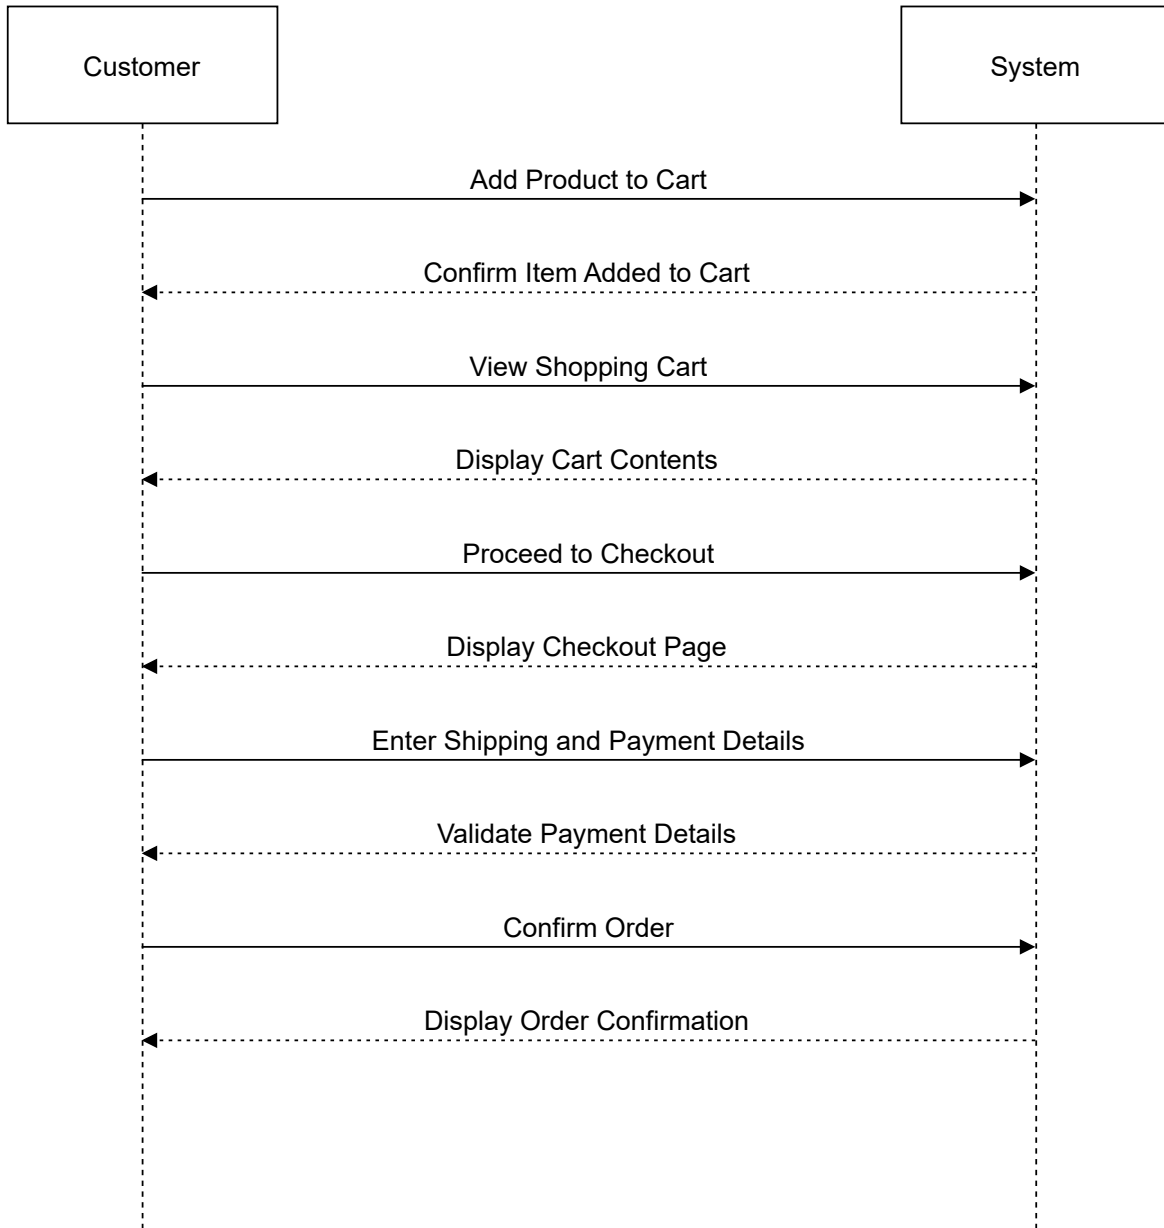 Customer
System
Add Product to Cart
Confirm Item Added to Cart
View Shopping Cart
Display Cart Contents
Proceed to Checkout
Display Checkout Page
Enter Shipping and Payment Details
Validate Payment Details
Confirm Order
Display Order Confirmation